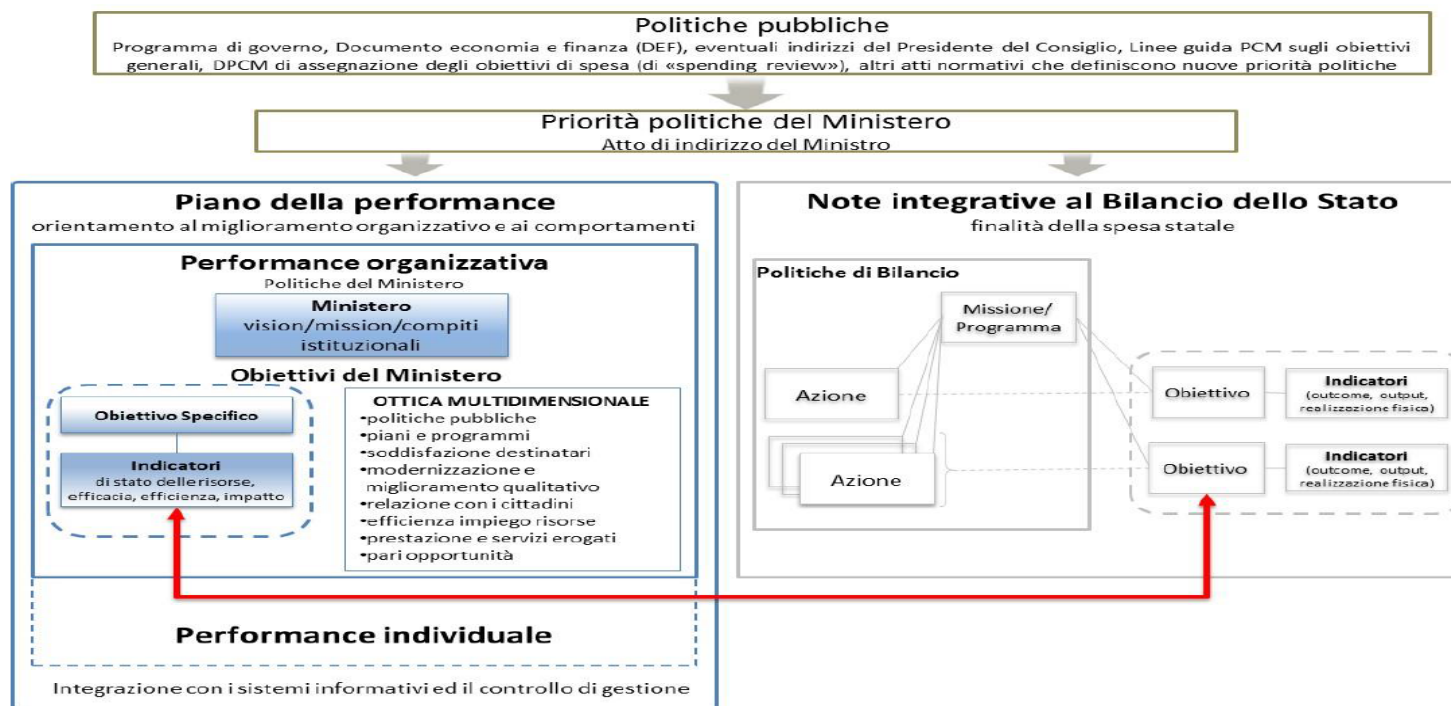 Politiche pubbliche
Programma di governo, Documento economia e finanza (DEF), eventuali indirizzi del Presidente del Consiglio, Linee guida PCM sugli obiettivi
generali, DPCM di assegnazione degli obiettivi di spesa (di «spending review»), altri atti normativi che definiscono nuove priorità politiche
Priorità politiche del Ministero
Atto di indirizzo del Ministro
Piano della performance
orientamento al miglioramento organizzativo e ai comportamenti
Performance organizzativa
Politiche del Ministero
Ministero
vision/mission/compiti
istituzionali
Obiettivi del Ministero
Obiettivo Specifico
Indicatori
di stato delle risorse,
efficacia, efficienza, impatto
OTTICA MULTIDIMENSIONALE
•politiche pubbliche
•piani e programmi
•soddisfazione destinatari
•modernizzazione e
miglioramento qualitativo
•relazione con i cittadini
•efficienza impiego risorse
•prestazione e servizi erogati
•pari opportunità
Performance individuale
Integrazione con i sistemi informativi ed il controllo di gestione
Note integrative al Bilancio dello Stato
finalità della spesa statale
Politiche di Bilancio
Missione/
Programma
Azione
Azione
Obiettivo
Indicatori
(outcome, output,
realizzazione fisica)
Obiettivo
Indicatori
(outcome, output,
realizzazione fisica)